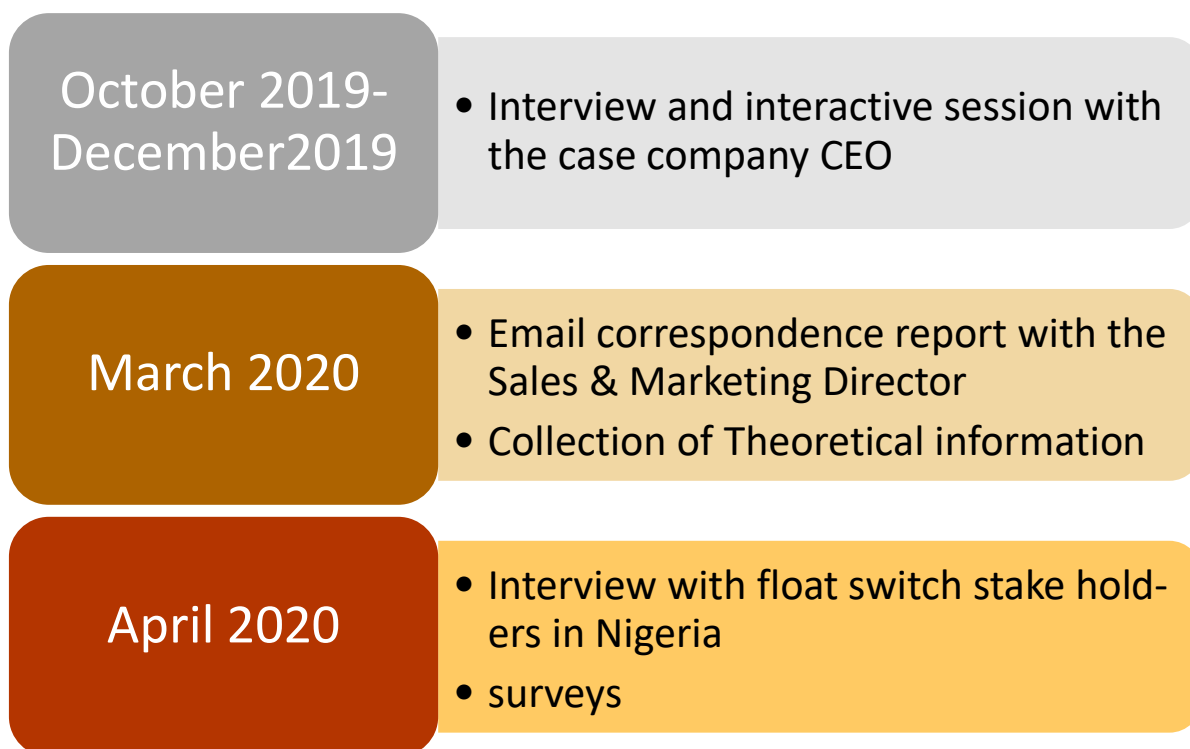 October 2019-
December2019
• Interview and interactive session with
the case company CEO
March 2020
• Email correspondence report with the
Sales & Marketing Director
• Collection of Theoretical information
April 2020
• Interview with float switch stake hold-
ers in Nigeria
• surveys